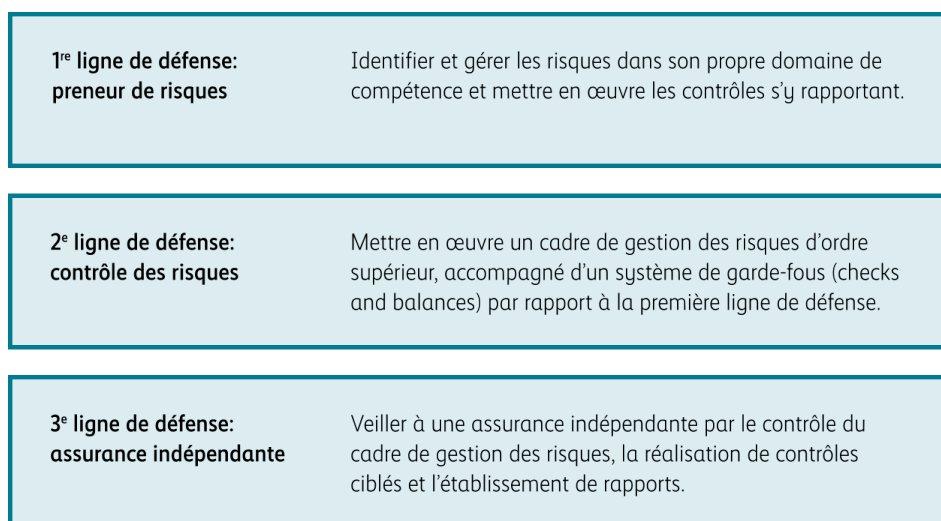 1re ligne de défense:
preneur de risques
Identifier et gérer les risques dans son propre domaine de
compétence et mettre en œuvre les contrôles s'y rapportant.
2e ligne de défense:
contrôle des risques
Mettre en œuvre un cadre de gestion des risques d'ordre
supérieur, accompagné d'un système de garde-fous (checks
and balances) par rapport à la première ligne de défense.
3e ligne de défense:
assurance indépendante
Veiller à une assurance indépendante par le contrôle du
cadre de gestion des risques, la réalisation de contrôles
ciblés et l'établissement de rapports.